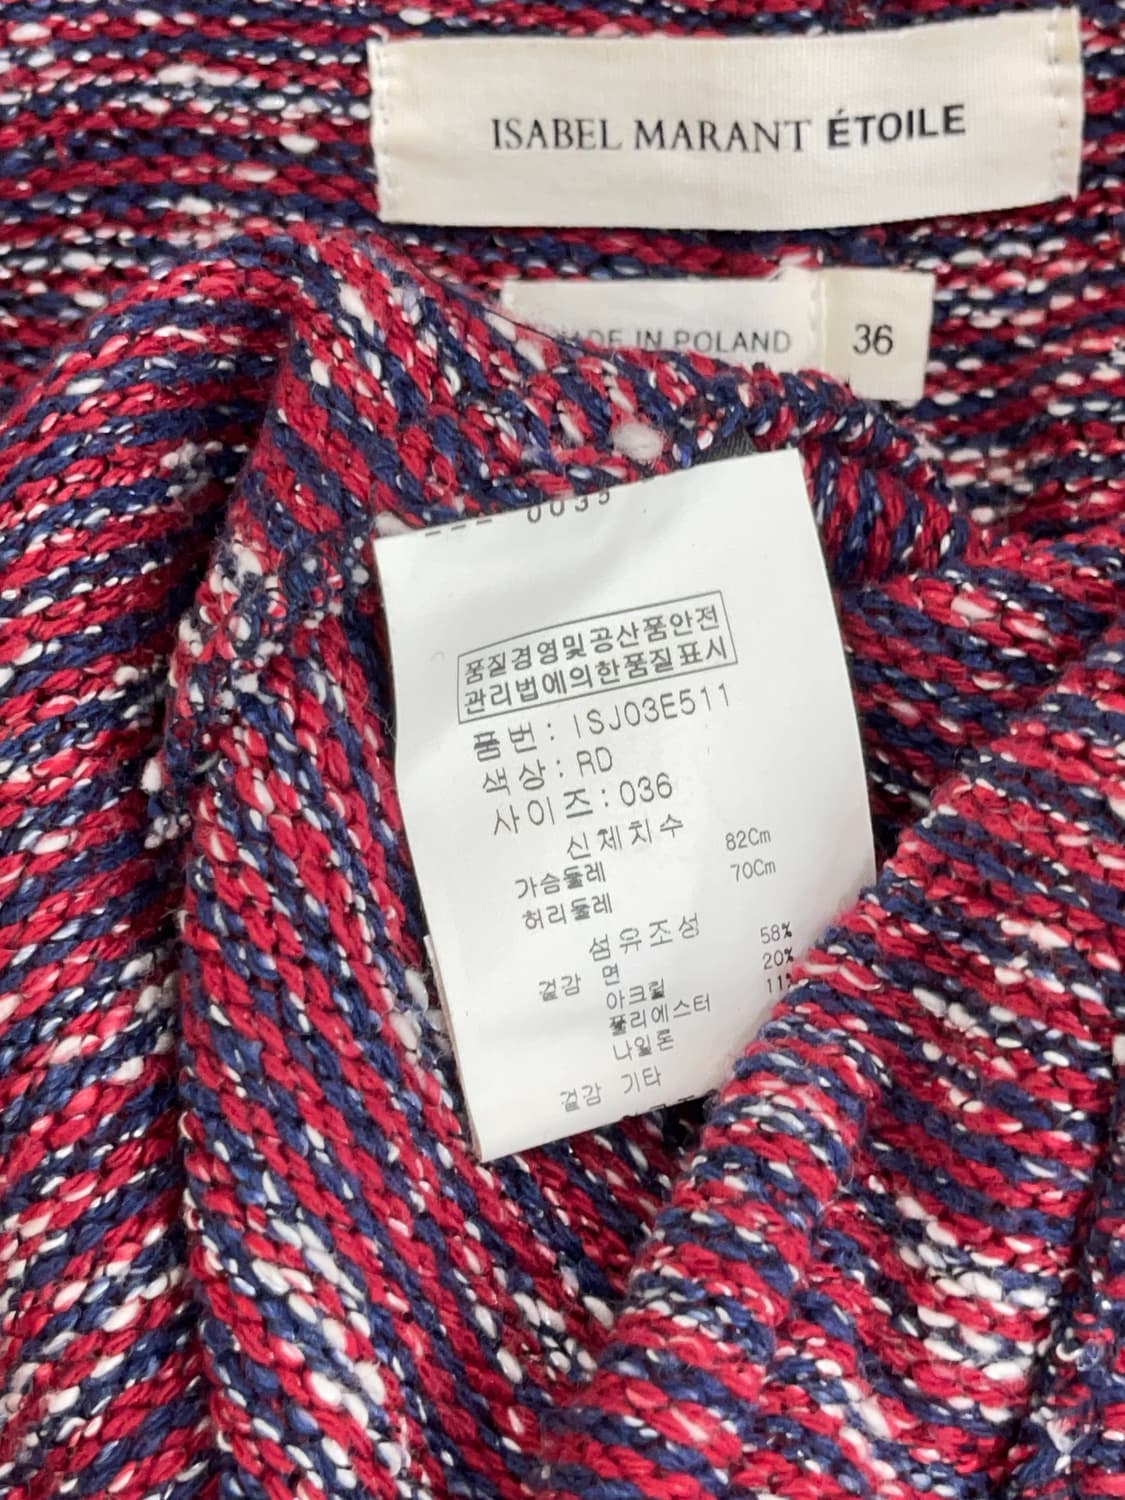 ISABEL MARANT ÉTOILE
MADE IN POLAND
36
0035
품질경영및공산품안전
관리법에의한품질표시
품번: ISJ03E511
색상: RD
사이즈: 036
신체치수
가슴둘레 82Cm
허리둘레 70Cm
섬유조성
겉감 면 58%
아크릴 20%
폴리에스터 11%
나일론
겉감 기타